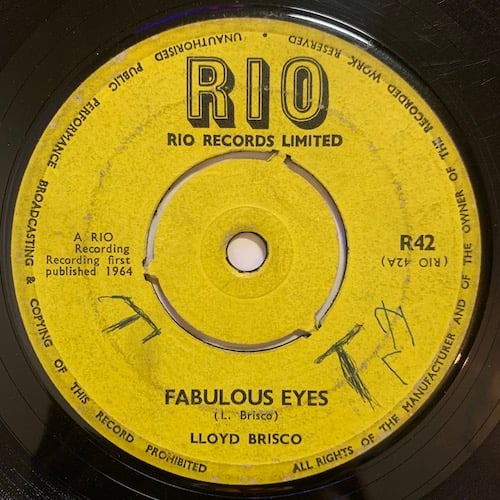 RIO
RIO RECORDS LIMITED
A RIO
Recording
Recording first
published 1964
R42
(RIO 42A)
FABULOUS EYES
(L. Brisco)
LLOYD BRISCO
ALL RIGHTS OF THE MANUFACTURER AND OF THE OWNER OF THE RECORDED WORK RESERVED
UNAUTHORISED PUBLIC PERFORMANCE BROADCASTING & COPYING OF THIS RECORD PROHIBITED
T